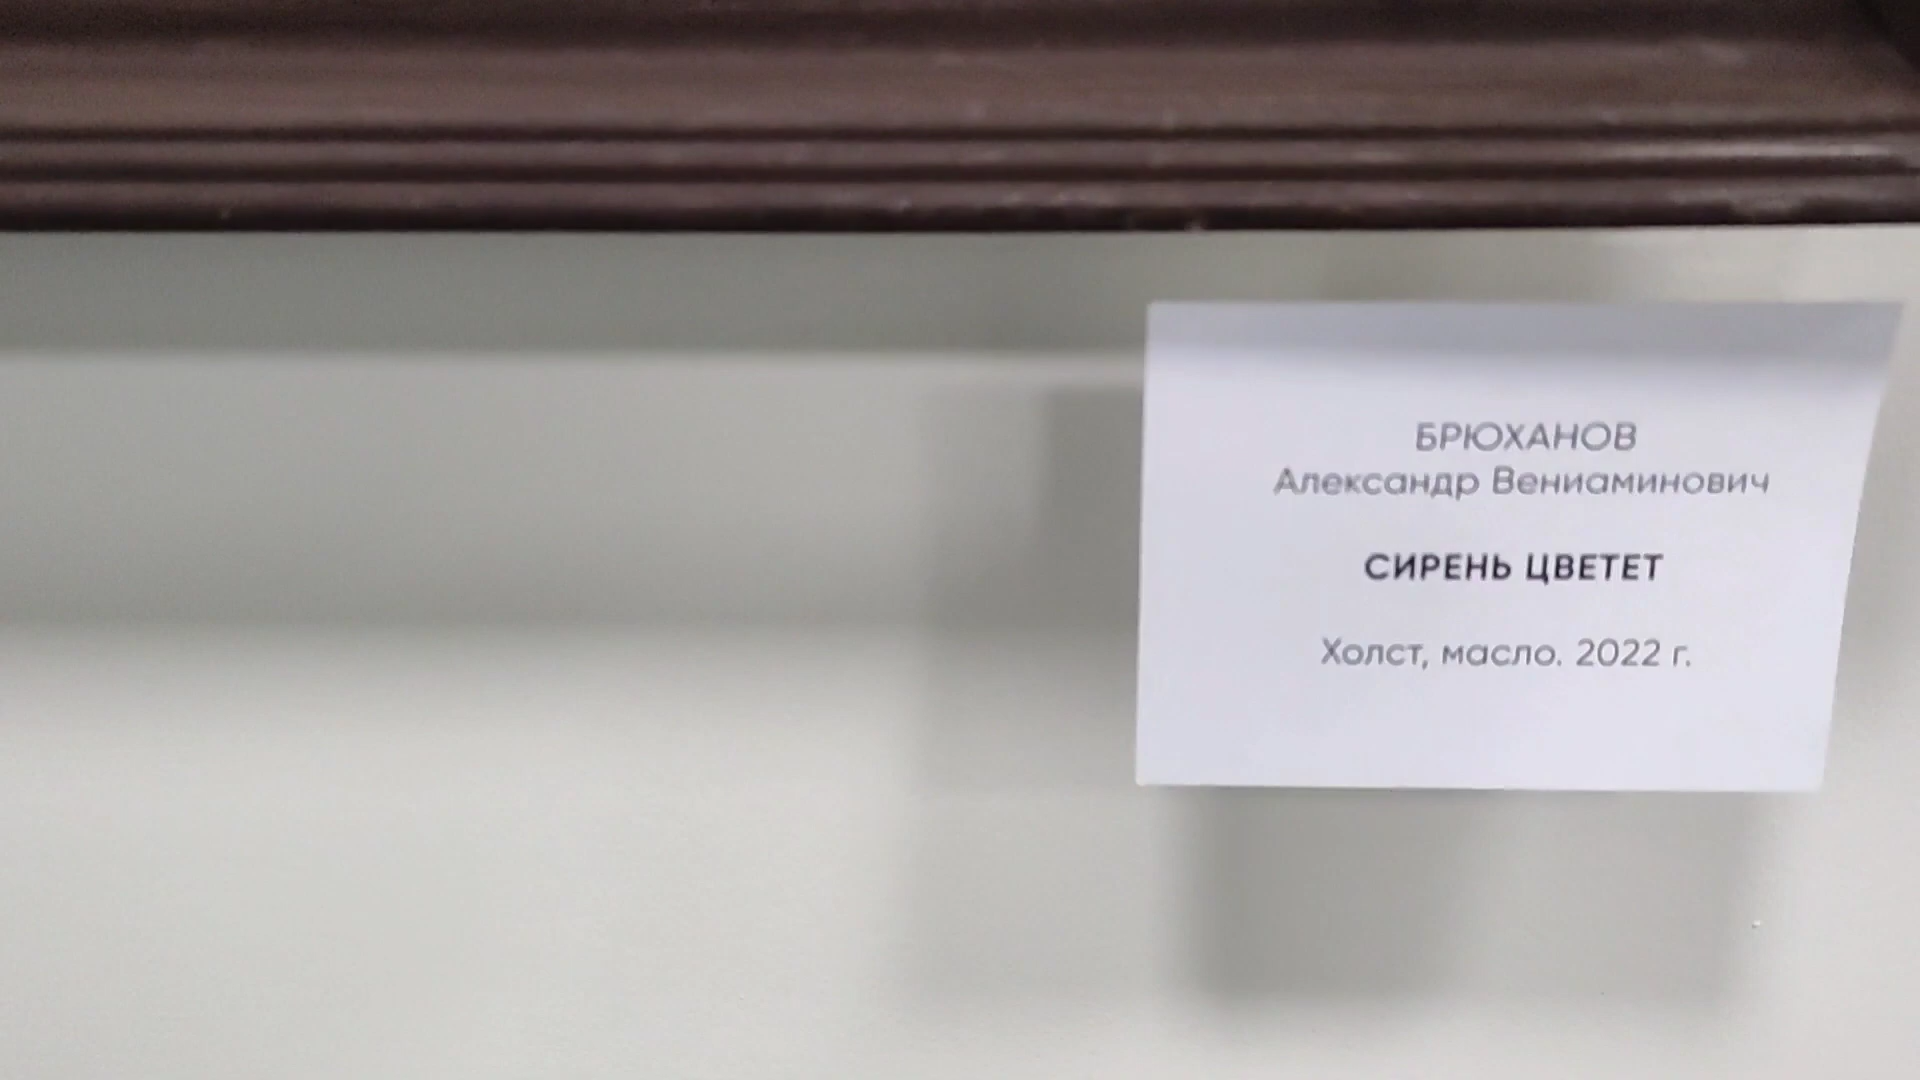 БРЮХАНОВ
Александр Вениаминович
СИРЕНЬ ЦВЕТЕТ
Холст, масло. 2022 г.